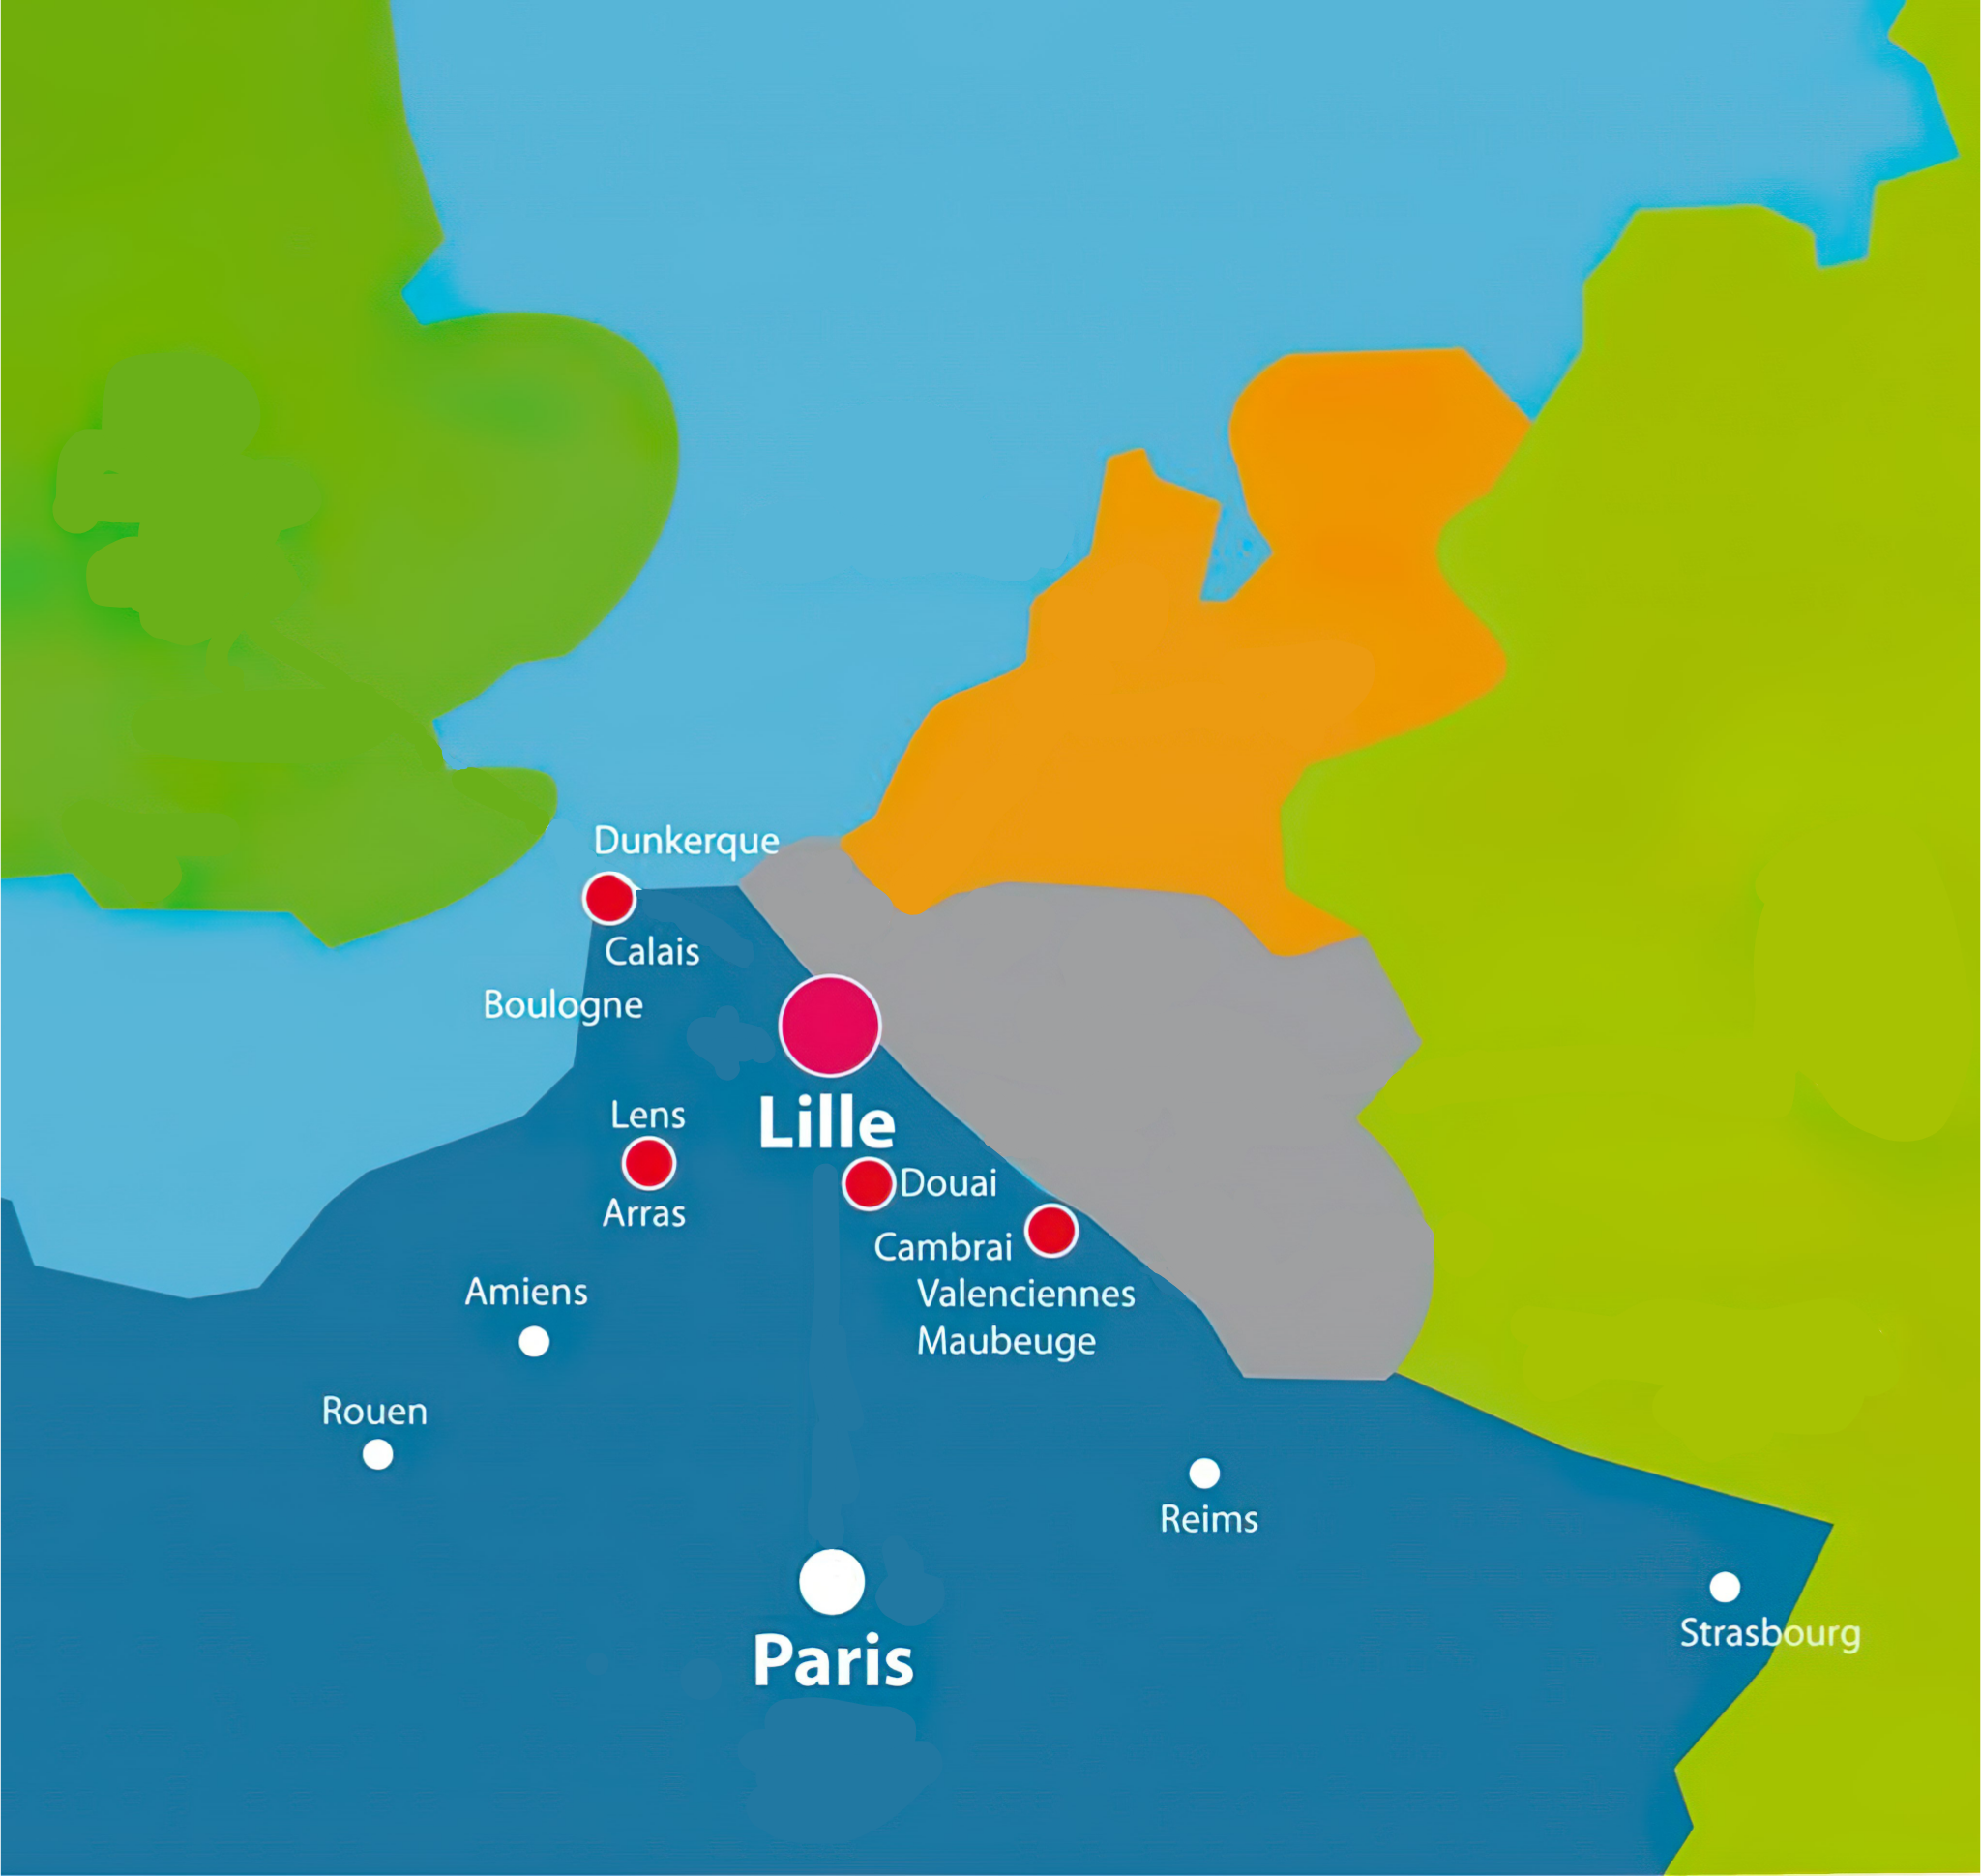 Dunkerque
Calais
Boulogne
Lens
Lille
Douai
Arras
Cambrai
Valenciennes
Maubeuge
Amiens
Rouen
Reims
Paris
Strasbourg